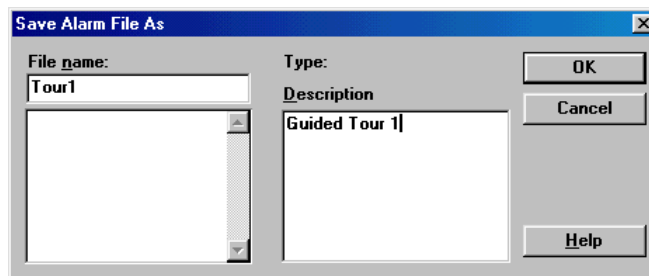 Save Alarm File As
File name:
Tour1
Type:
Description
Guided Tour 1
OK
Cancel
Help